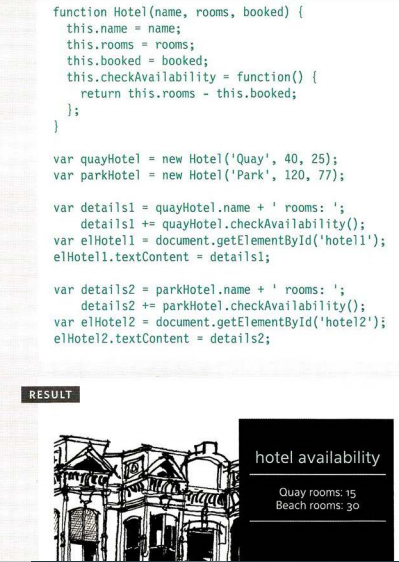 function Hotel(name, rooms, booked) {
  this.name = name;
  this.rooms = rooms;
  this.booked = booked;
  this.checkAvailability = function() {
    return this.rooms - this.booked;
  };
}

var quayHotel = new Hotel('Quay', 40, 25);
var parkHotel = new Hotel('Park', 120, 77);

var details1 = quayHotel.name + ' rooms: ';
    details1 += quayHotel.checkAvailability();
var elHotel1 = document.getElementById('hotel1');
elHotel1.textContent = details1;

var details2 = parkHotel.name + ' rooms: ';
    details2 += parkHotel.checkAvailability();
var elHotel2 = document.getElementById('hotel2');
elHotel2.textContent = details2;

RESULT
hotel availability
Quay rooms: 15
Beach rooms: 30